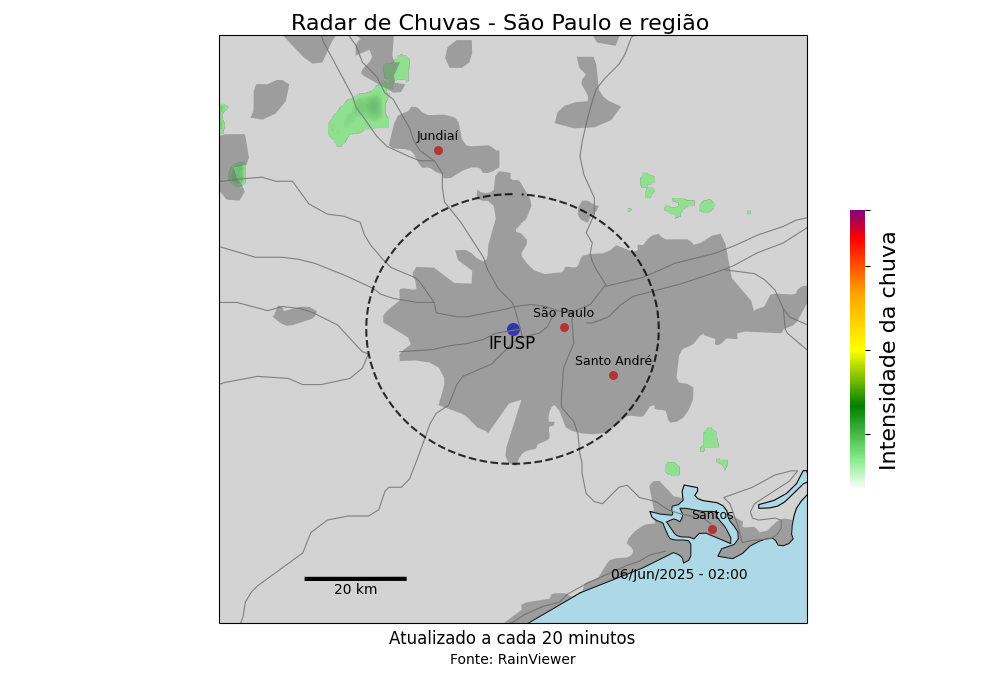 Radar de Chuvas - São Paulo e região
Jundiaí
São Paulo
IFUSP
Santo André
Intensidade da chuva
Santos
06/Jun/2025 - 02:00
20 km
Atualizado a cada 20 minutos
Fonte: RainViewer